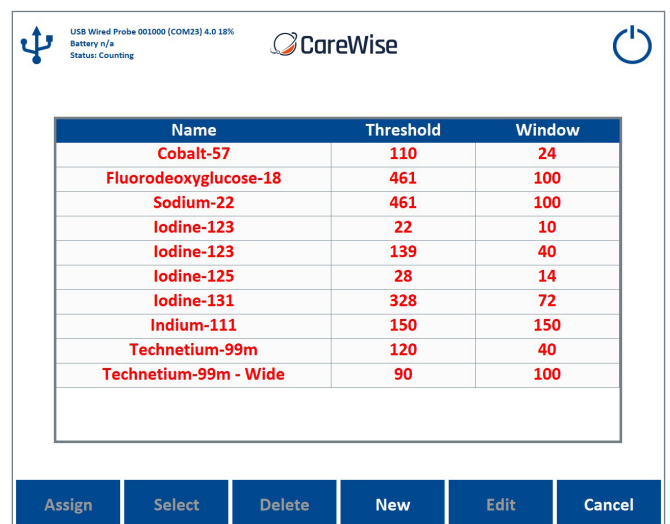 USB Wired Probe 001000 (COM23) 4.0 18%
Battery n/a
Status: Counting
CareWise
Name Threshold Window
Cobalt-57 110 24
Fluorodeoxyglucose-18 461 100
Sodium-22 461 100
Iodine-123 22 10
Iodine-123 139 40
Iodine-125 28 14
Iodine-131 328 72
Indium-111 150 150
Technetium-99m 120 40
Technetium-99m - Wide 90 100
Assign Select Delete New Edit Cancel